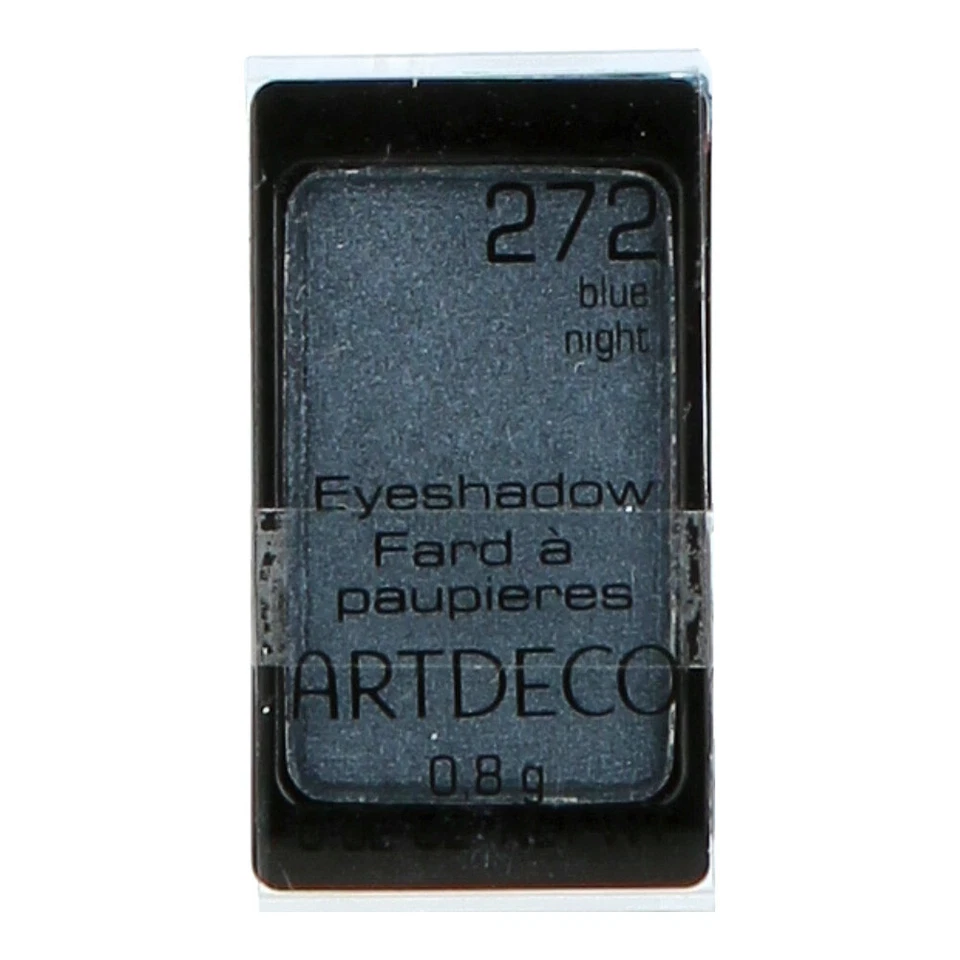 272
blue
night
Eyeshadow
Fard à
paupieres
ARTDECO
0,8 g